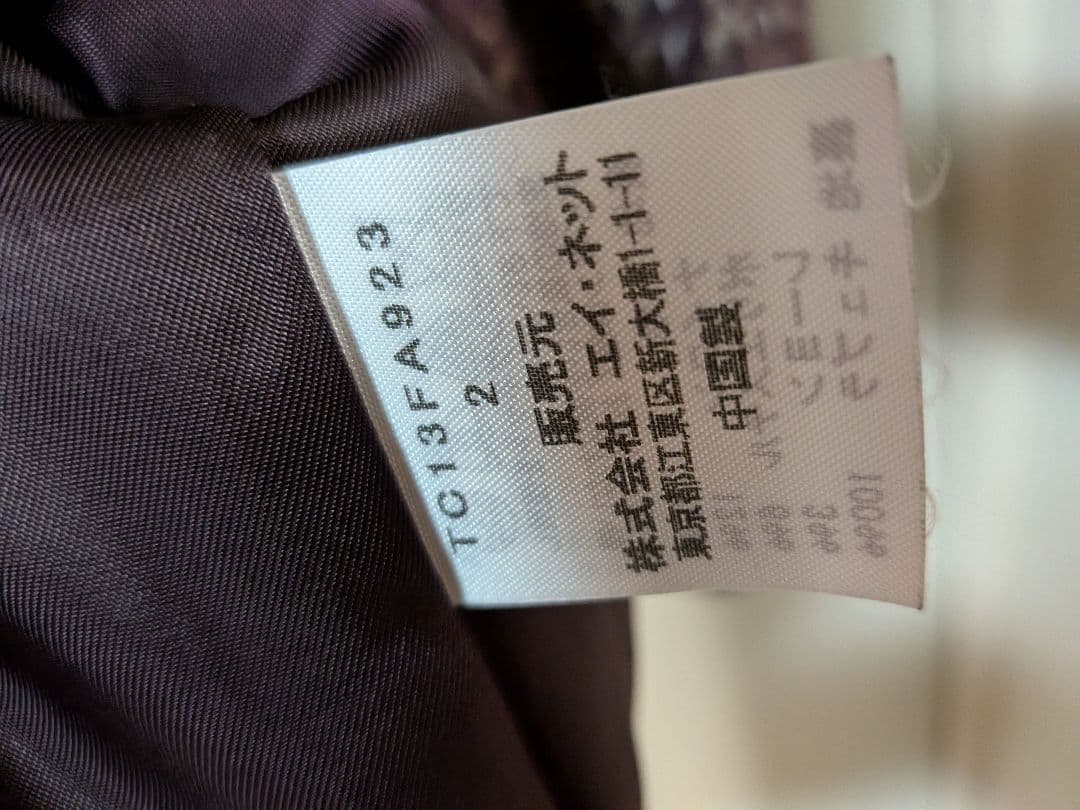 TC13FA923
2
販売元
株式会社 エイ・ネット
東京都江東区新大橋1-1-11
中国製